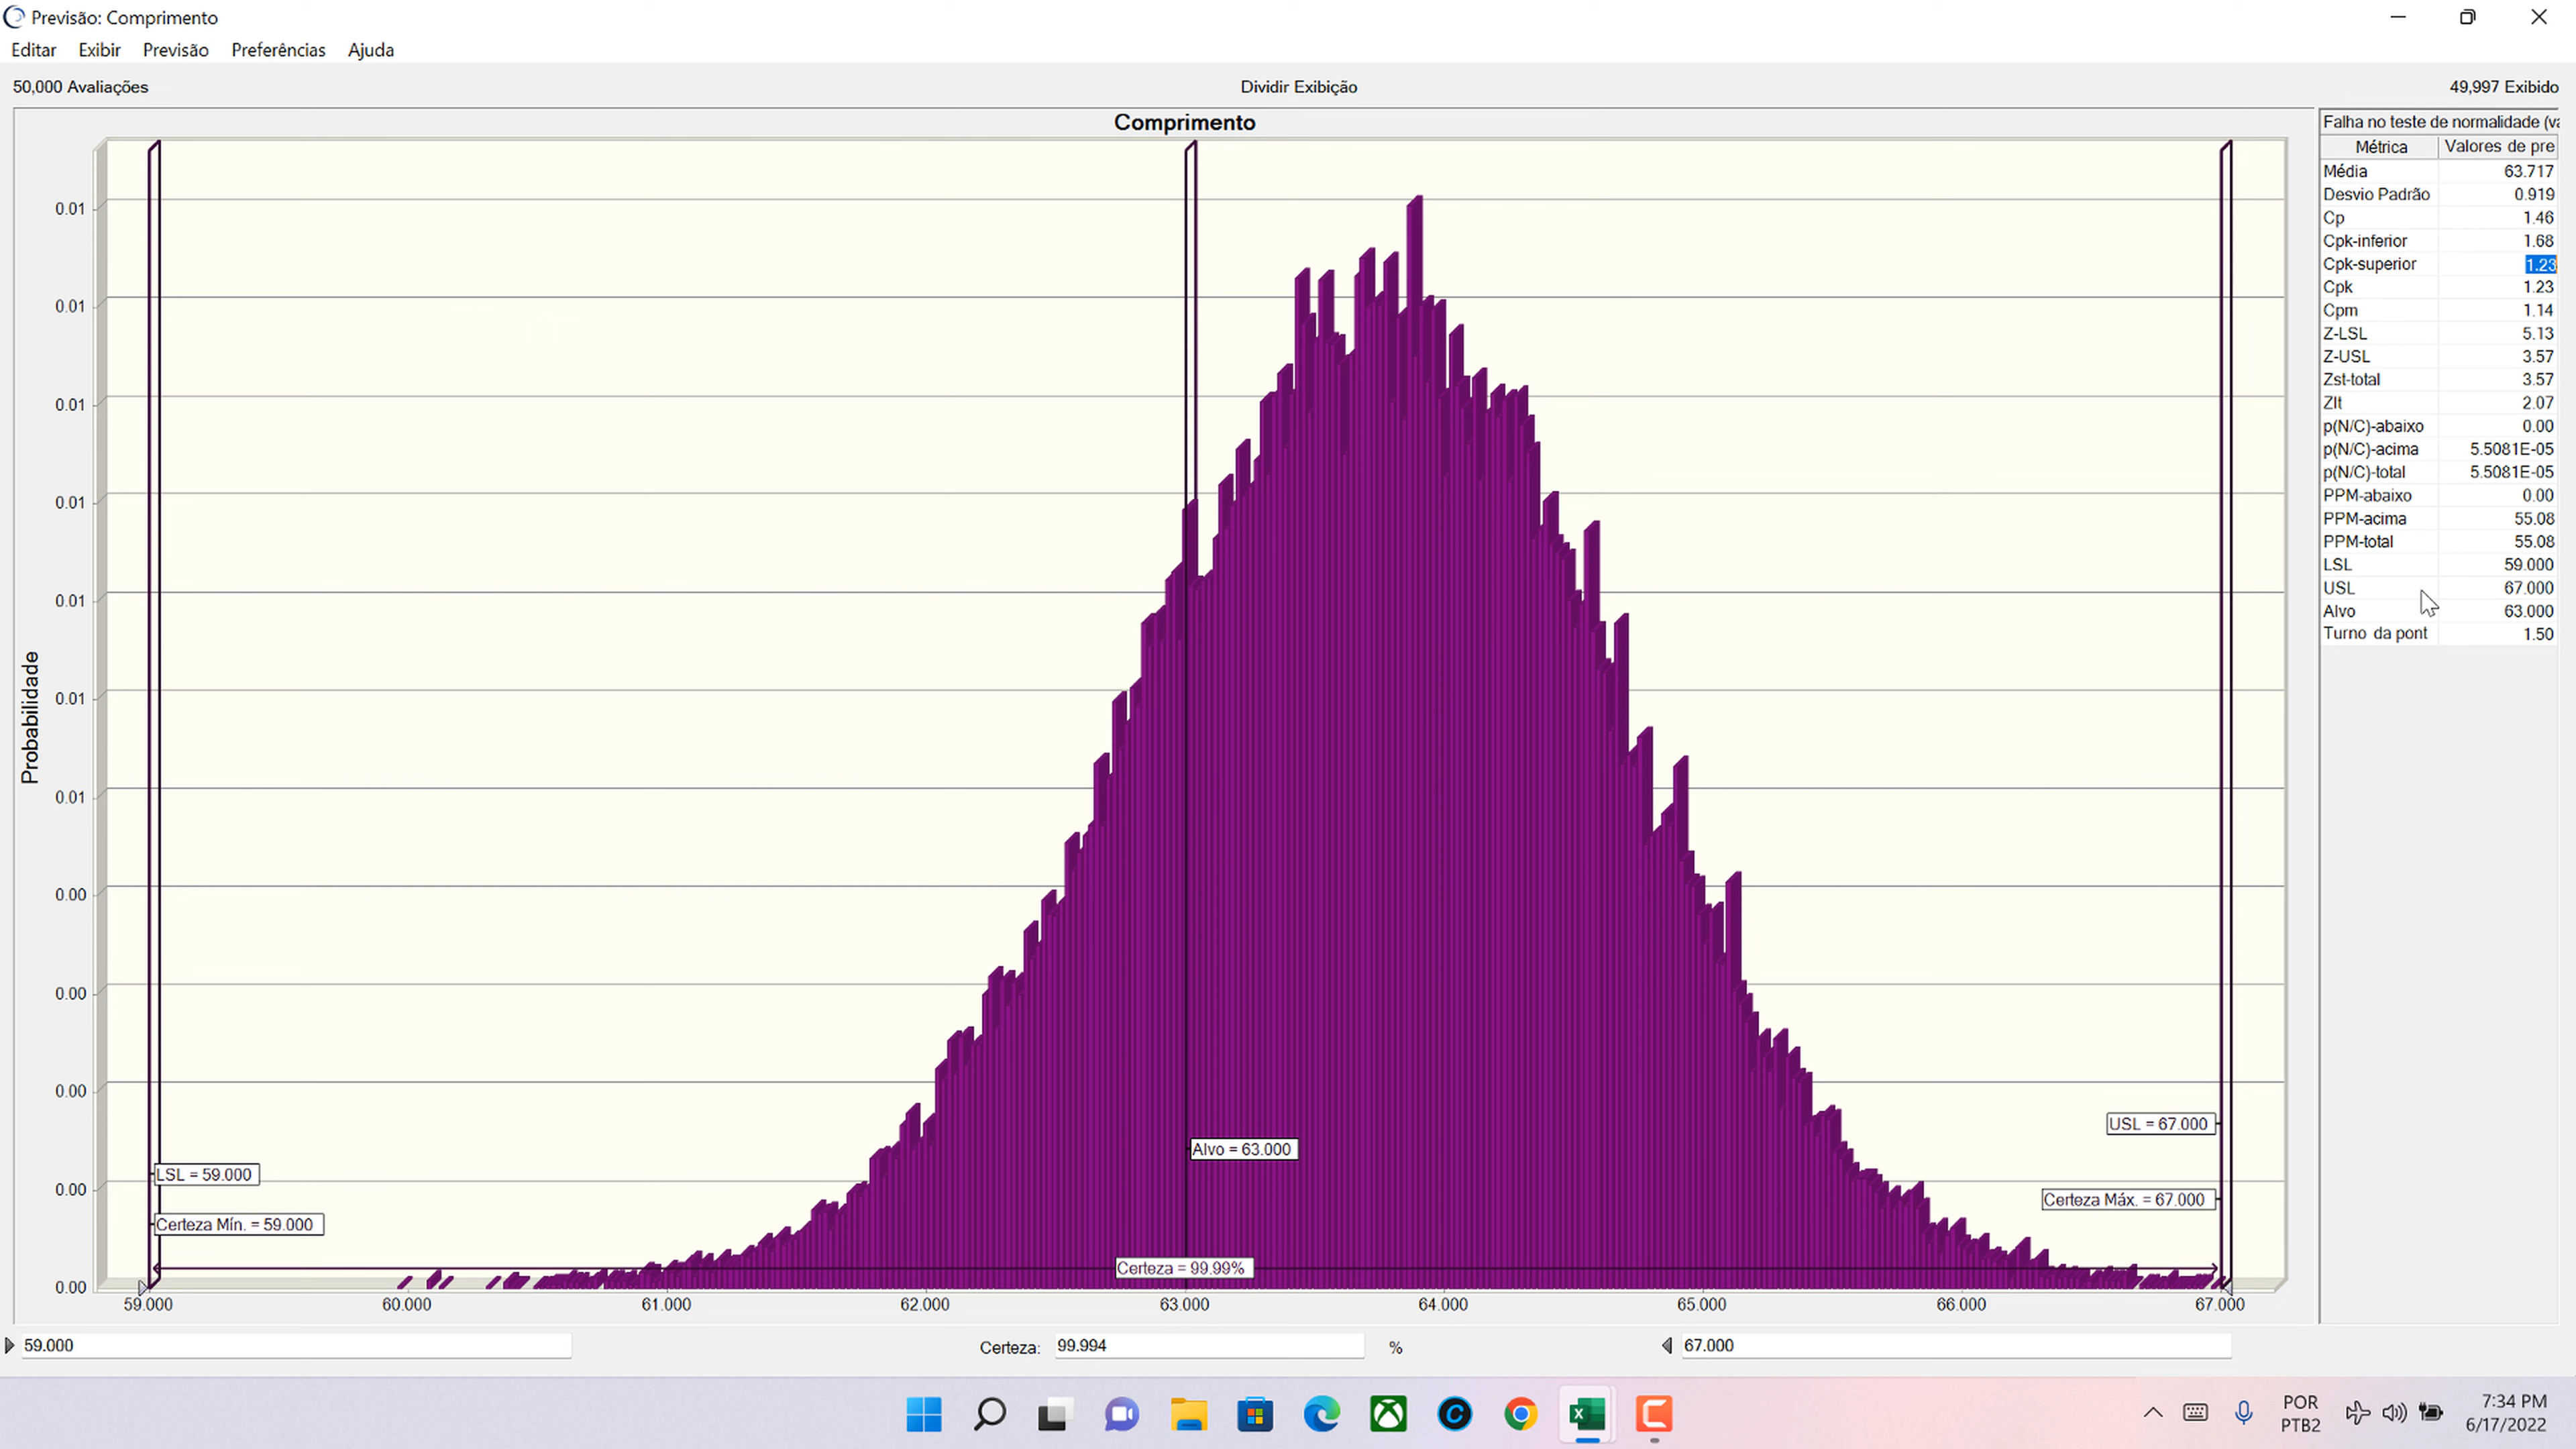 Previsão: Comprimento
Editar Exibir Previsão Preferências Ajuda
50,000 Avaliações
Dividir Exibição
49,997 Exibido
Comprimento
Probabilidade
0.01
0.01
0.01
0.01
0.01
0.01
0.01
0.00
0.00
0.00
0.00
0.00
LSL = 59.000
Certeza Mín. = 59.000
Alvo = 63.000
Certeza = 99.99%
USL = 67.000
Certeza Máx. = 67.000
59.000 60.000 61.000 62.000 63.000 64.000 65.000 66.000 67.000
Falha no teste de normalidade (va
Métrica Valores de pre
Média 63.717
Desvio Padrão 0.919
Cp 1.46
Cpk-inferior 1.68
Cpk-superior 1.23
Cpk 1.23
Cpm 1.14
Z-LSL 5.13
Z-USL 3.57
Zst-total 3.57
Zlt 2.07
p(N/C)-abaixo 0.00
p(N/C)-acima 5.5081E-05
p(N/C)-total 5.5081E-05
PPM-abaixo 0.00
PPM-acima 55.08
PPM-total 55.08
LSL 59.000
USL 67.000
Alvo 63.000
Turno da pont 1.50
59.000
Certeza: 99.994 %
67.000
POR
PTB2
7:34 PM
6/17/2022